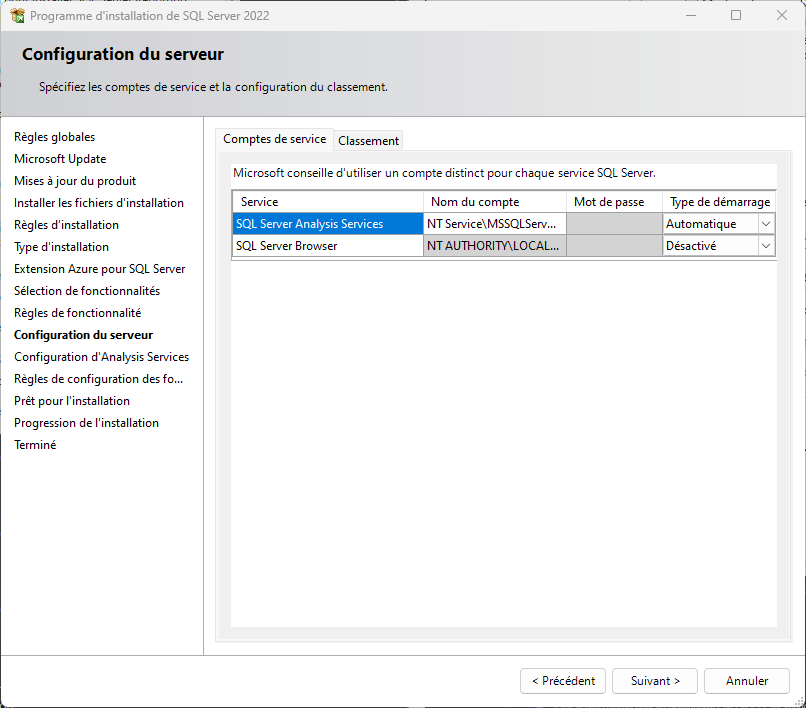 Programme d'installation de SQL Server 2022
Configuration du serveur
Spécifiez les comptes de service et la configuration du classement.
Règles globales
Microsoft Update
Mises à jour du produit
Installer les fichiers d'installation
Règles d'installation
Type d'installation
Extension Azure pour SQL Server
Sélection de fonctionnalités
Règles de fonctionnalité
Configuration du serveur
Configuration d'Analysis Services
Règles de configuration des fo...
Prêt pour l'installation
Progression de l'installation
Terminé
Comptes de service Classement
Microsoft conseille d'utiliser un compte distinct pour chaque service SQL Server.
Service Nom du compte Mot de passe Type de démarrage
SQL Server Analysis Services NT Service\MSSQLServ... Automatique
SQL Server Browser NT AUTHORITY\LOCAL... Désactivé
< Précédent Suivant > Annuler